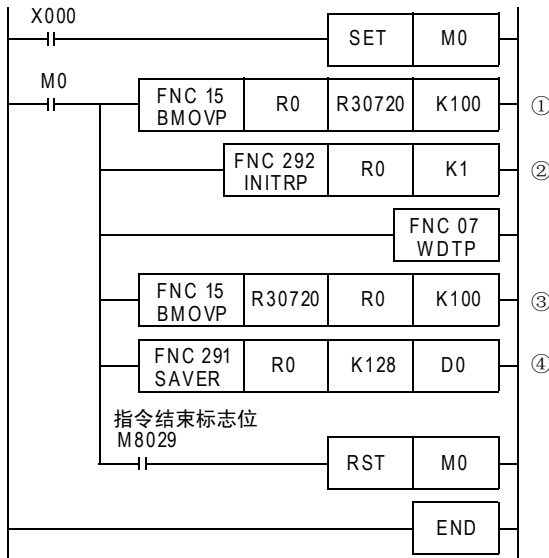 X000
SET M0
M0
FNC 15
BMOVP R0 R30720 K100 ①
FNC 292
INITRP R0 K1 ②
FNC 07
WDTP
FNC 15
BMOVP R30720 R0 K100 ③
FNC 291
SAVER R0 K128 D0 ④
指令结束标志位
M8029
RST M0
END